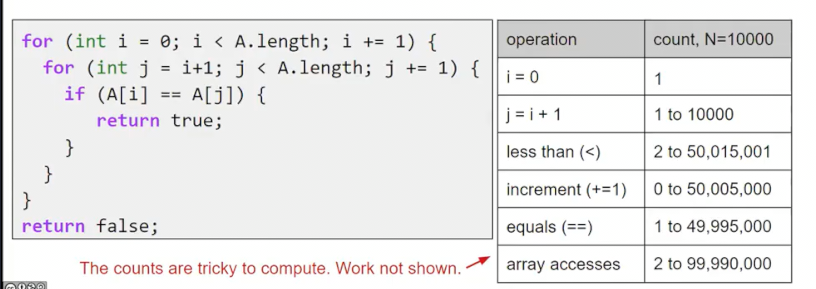 for (int i = 0; i < A.length; i += 1) {
for (int j = i+1; j < A.length; j += 1) {
if (A[i] == A[j]) {
return true;
}
}
}
return false;
The counts are tricky to compute. Work not shown.
operation count, N=10000
i = 0 1
j = i + 1 1 to 10000
less than (<) 2 to 50,015,001
increment (+=1) 0 to 50,005,000
equals (==) 1 to 49,995,000
array accesses 2 to 99,990,000